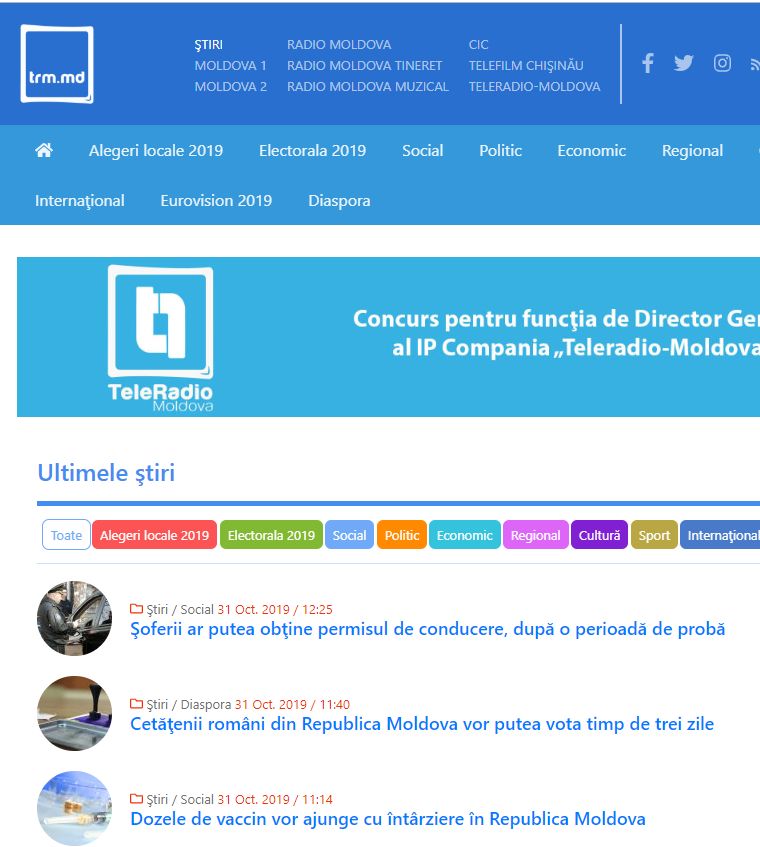 trm.md
ŞTIRI
MOLDOVA 1
MOLDOVA 2
RADIO MOLDOVA
RADIO MOLDOVA TINERET
RADIO MOLDOVA MUZICAL
CIC
TELEFILM CHIŞINĂU
TELERADIO-MOLDOVA
Alegeri locale 2019 Electorala 2019 Social Politic Economic Regional
Internaţional Eurovision 2019 Diaspora
TeleRadio
Moldova
Concurs pentru funcţia de Director Ge
al IP Compania „Teleradio-Moldova
Ultimele ştiri
Toate Alegeri locale 2019 Electorala 2019 Social Politic Economic Regional Cultură Sport Internaţional
Ştiri / Social 31 Oct. 2019 / 12:25
Şoferii ar putea obţine permisul de conducere, după o perioadă de probă
Ştiri / Diaspora 31 Oct. 2019 / 11:40
Cetăţenii români din Republica Moldova vor putea vota timp de trei zile
Ştiri / Social 31 Oct. 2019 / 11:14
Dozele de vaccin vor ajunge cu întârziere în Republica Moldova